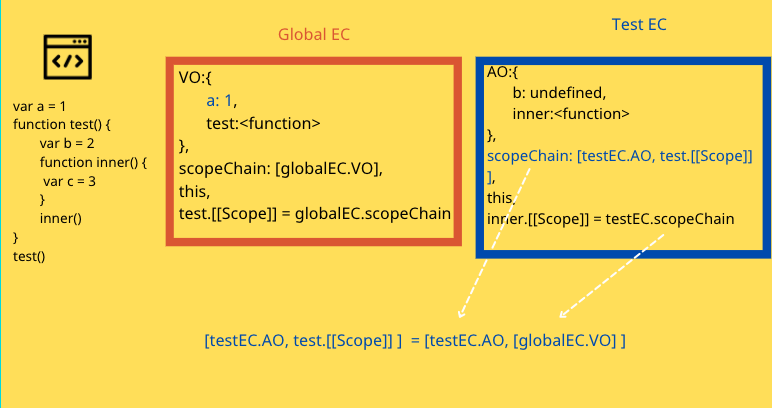 Global EC
Test EC
</>
var a = 1
function test() {
var b = 2
function inner() {
var c = 3
}
inner()
}
test()
VO:{
a: 1,
test:<function>
},
scopeChain: [globalEC.VO],
this,
test.[[Scope]] = globalEC.scopeChain
AO:{
b: undefined,
inner:<function>
},
scopeChain: [testEC.AO, test.[[Scope]]
],
this,
inner.[[Scope]] = testEC.scopeChain
[testEC.AO, test.[[Scope]] ] = [testEC.AO, [globalEC.VO] ]